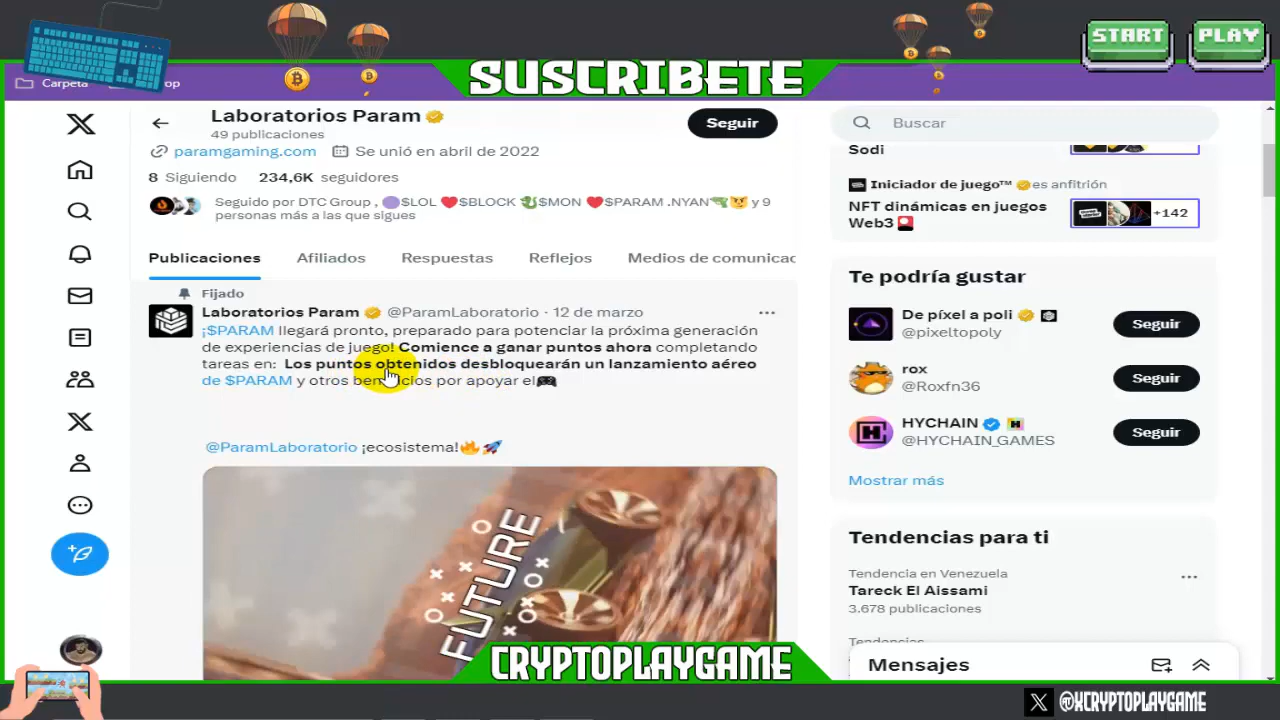 START
PLAY
SUSCRIBETE
Carpeta
op
Laboratorios Param
49 publicaciones
Seguir
paramgaming.com
Se unió en abril de 2022
8 Siguiendo 234,6K seguidores
Seguido por DTC Group , $LOL ❤️$BLOCK $MON ❤️$PARAM .NYAN y 9
personas más a las que sigues
Publicaciones Afiliados Respuestas Reflejos Medios de comunicac
Fijado
Laboratorios Param @ParamLaboratorio · 12 de marzo
¡$PARAM llegará pronto, preparado para potenciar la próxima generación
de experiencias de juego! Comience a ganar puntos ahora completando
tareas en: Los puntos obtenidos desbloquearán un lanzamiento aéreo
de $PARAM y otros beneficios por apoyar el🎮
@ParamLaboratorio ¡ecosistema!🔥🚀
FUTURE
Buscar
Sodi
Iniciador de juego™ es anfitrión
NFT dinámicas en juegos
Web3
+142
Te podría gustar
De píxel a poli
@pixeltopoly
Seguir
rox
@Roxfn36
Seguir
HYCHAIN
@HYCHAIN_GAMES
Seguir
Mostrar más
Tendencias para ti
Tendencia en Venezuela
Tareck El Aissami
3.678 publicaciones
Tendencias
Mensajes
CRYPTOPLAYGAME
@XCRYPTOPLAYGAME